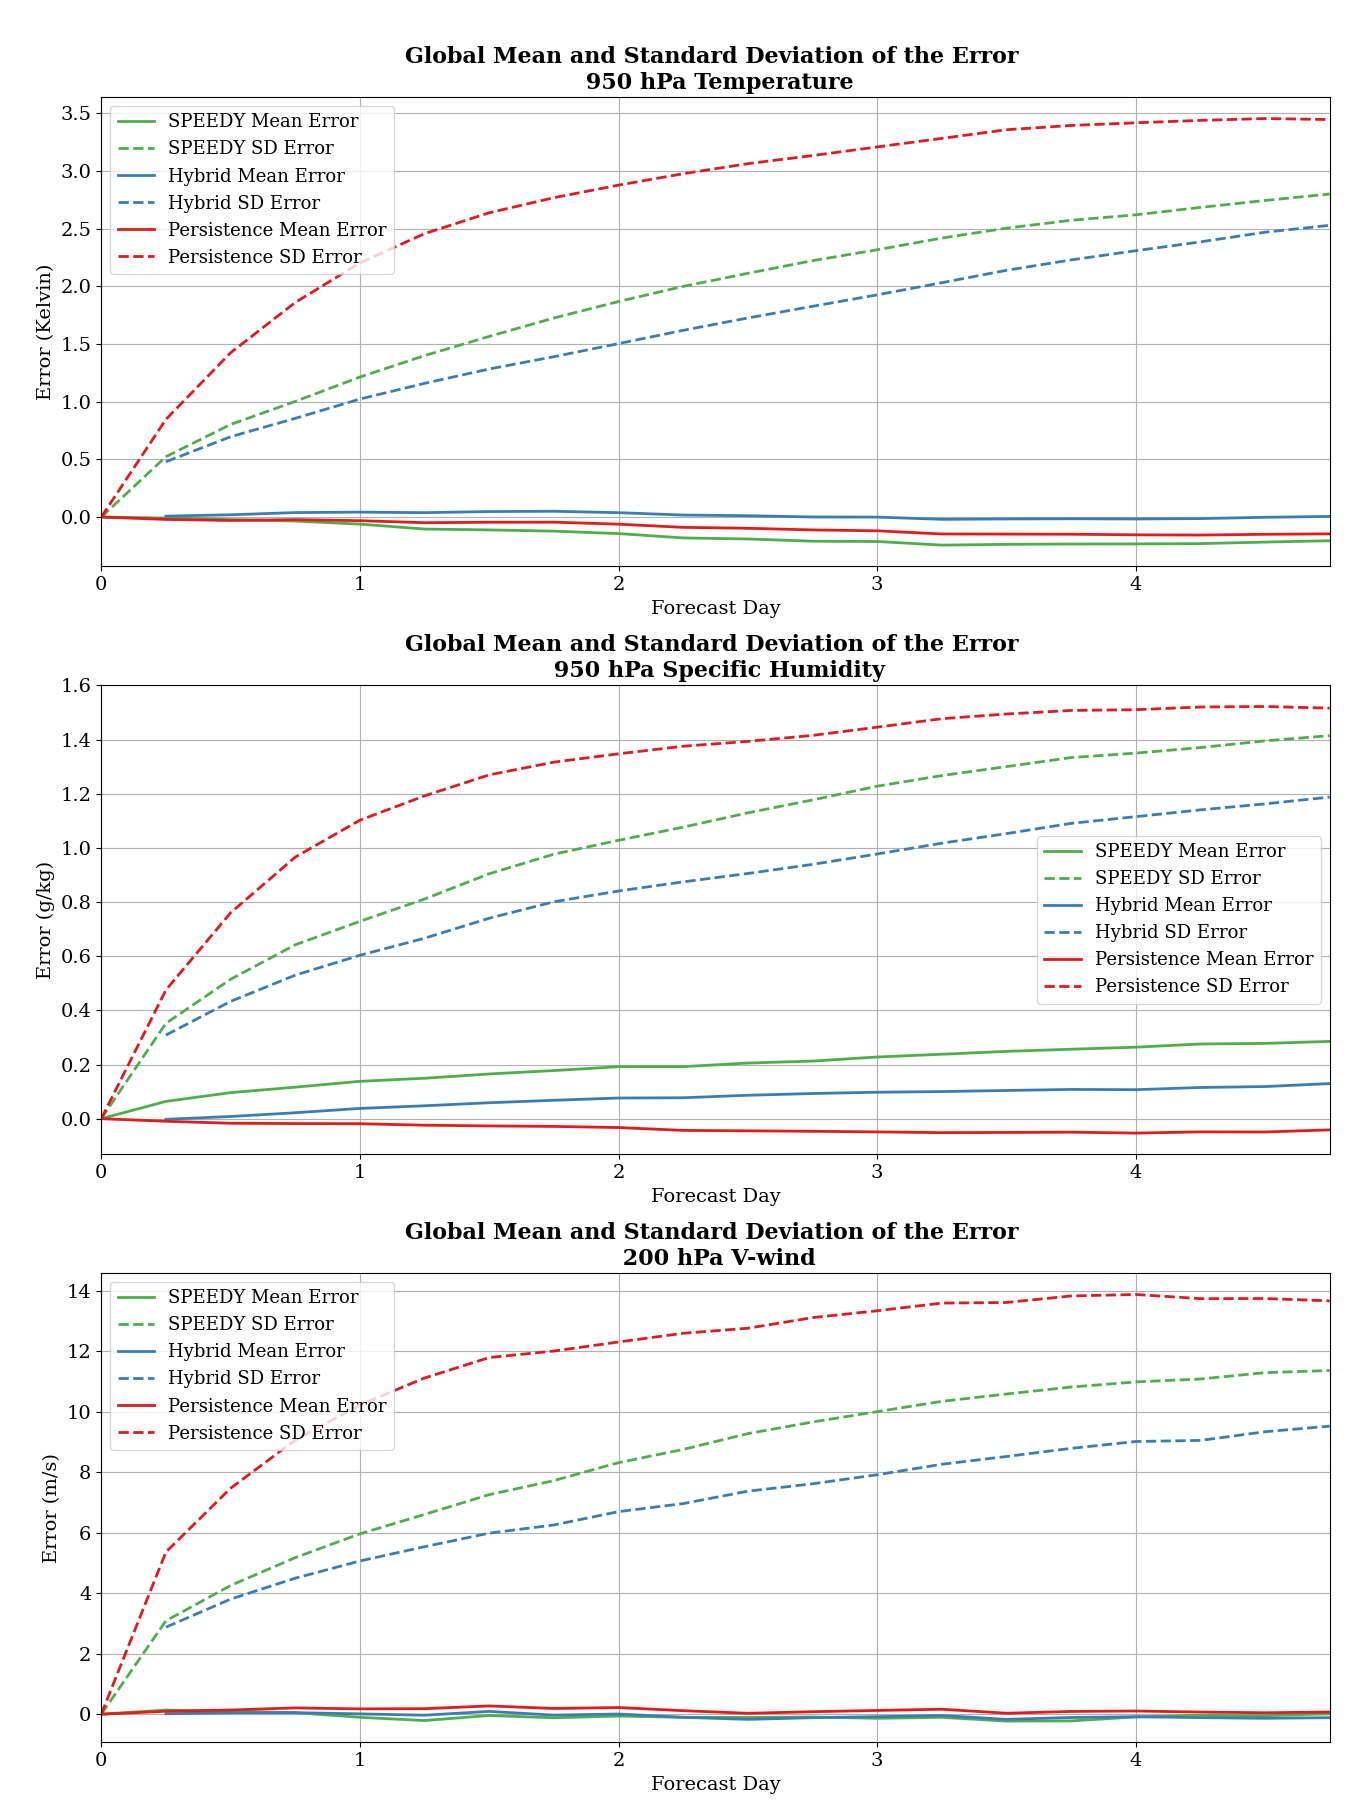 Global Mean and Standard Deviation of the Error
950 hPa Temperature
3.5
3.0
2.5
2.0
1.5
1.0
0.5
0.0
Error (Kelvin)
SPEEDY Mean Error
SPEEDY SD Error
Hybrid Mean Error
Hybrid SD Error
Persistence Mean Error
Persistence SD Error
0 1 2 3 4
Forecast Day
Global Mean and Standard Deviation of the Error
950 hPa Specific Humidity
1.6
1.4
1.2
1.0
0.8
0.6
0.4
0.2
0.0
Error (g/kg)
SPEEDY Mean Error
SPEEDY SD Error
Hybrid Mean Error
Hybrid SD Error
Persistence Mean Error
Persistence SD Error
0 1 2 3 4
Forecast Day
Global Mean and Standard Deviation of the Error
200 hPa V-wind
14
12
10
8
6
4
2
0
Error (m/s)
SPEEDY Mean Error
SPEEDY SD Error
Hybrid Mean Error
Hybrid SD Error
Persistence Mean Error
Persistence SD Error
0 1 2 3 4
Forecast Day